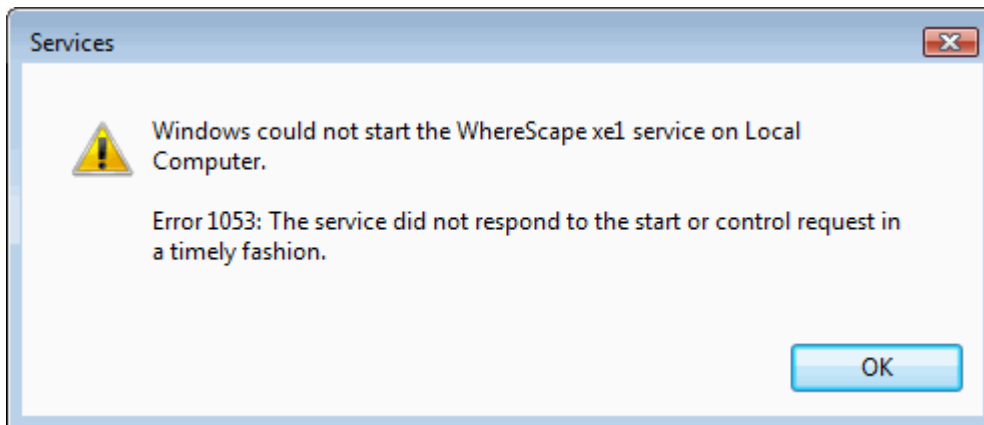 Services
Windows could not start the WhereScape xe1 service on Local
Computer.
Error 1053: The service did not respond to the start or control request in
a timely fashion.
OK